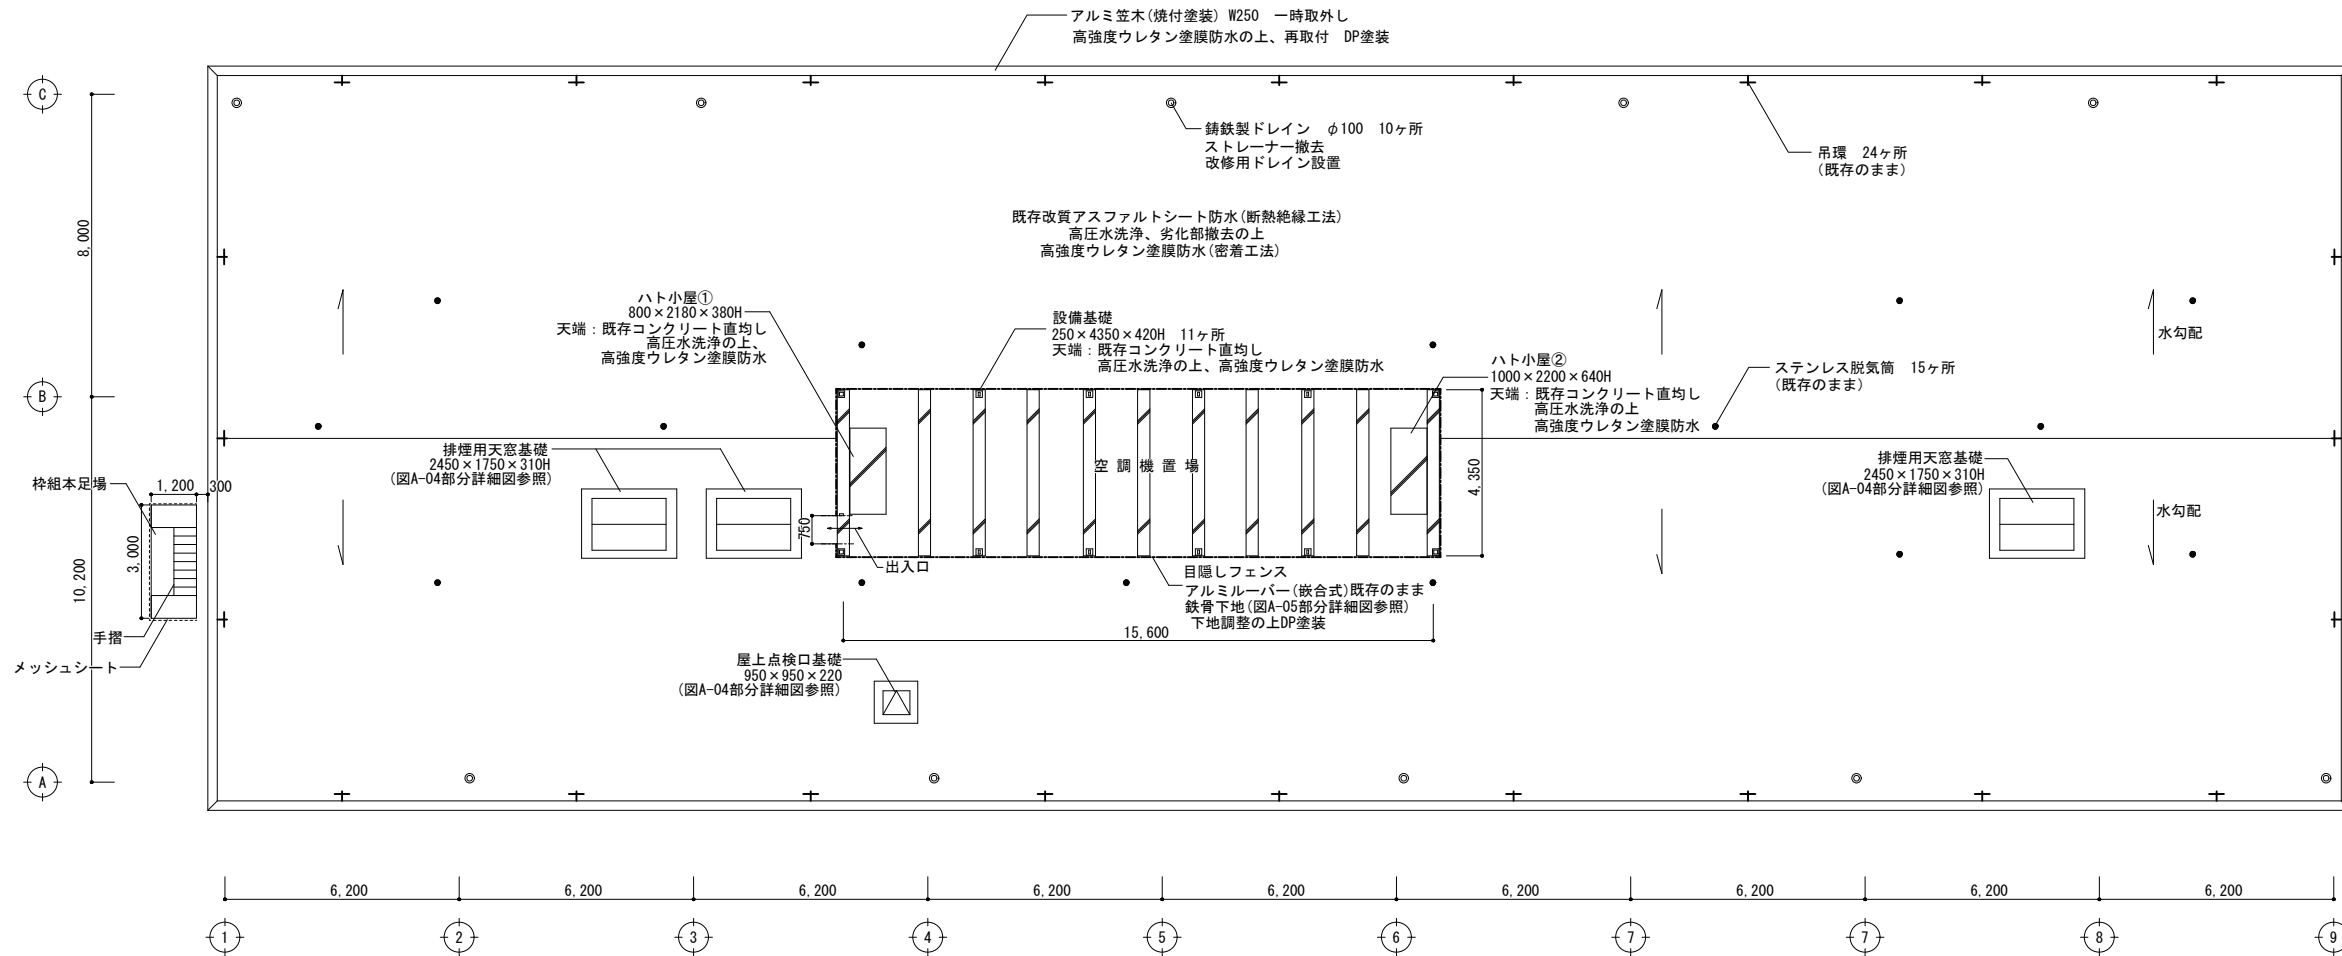 アルミ笠木(焼付塗装) W250 一時取外し
高強度ウレタン塗膜防水の上、再取付 DP塗装
C
鋳鉄製ドレイン φ100 10ヶ所
ストレーナー撤去
改修用ドレイン設置
吊環 24ヶ所
(既存のまま)
8,000
既存改質アスファルトシート防水(断熱絶縁工法)
高圧水洗浄、劣化部撤去の上
高強度ウレタン塗膜防水(密着工法)
ハト小屋①
800×2180×380H
天端：既存コンクリート直均し
高圧水洗浄の上、
高強度ウレタン塗膜防水
設備基礎
250×4350×420H 11ヶ所
天端：既存コンクリート直均し
高圧水洗浄の上、高強度ウレタン塗膜防水
ハト小屋②
1000×2200×640H
天端：既存コンクリート直均し
高圧水洗浄の上
高強度ウレタン塗膜防水
ステンレス脱気筒 15ヶ所
(既存のまま)
水勾配
B
排煙用天窓基礎
2450×1750×310H
(図A-04部分詳細図参照)
空調機置場
4,350
排煙用天窓基礎
2450×1750×310H
(図A-04部分詳細図参照)
水勾配
枠組本足場
1,200
300
3,000
10,200
750
出入口
目隠しフェンス
アルミルーバー(嵌合式)既存のまま
鉄骨下地(図A-05部分詳細図参照)
下地調整の上DP塗装
15,600
手摺
メッシュシート
屋上点検口基礎
950×950×220
(図A-04部分詳細図参照)
A
6,200 6,200 6,200 6,200 6,200 6,200 6,200 6,200 6,200
1 2 3 4 5 6 7 7 8 9